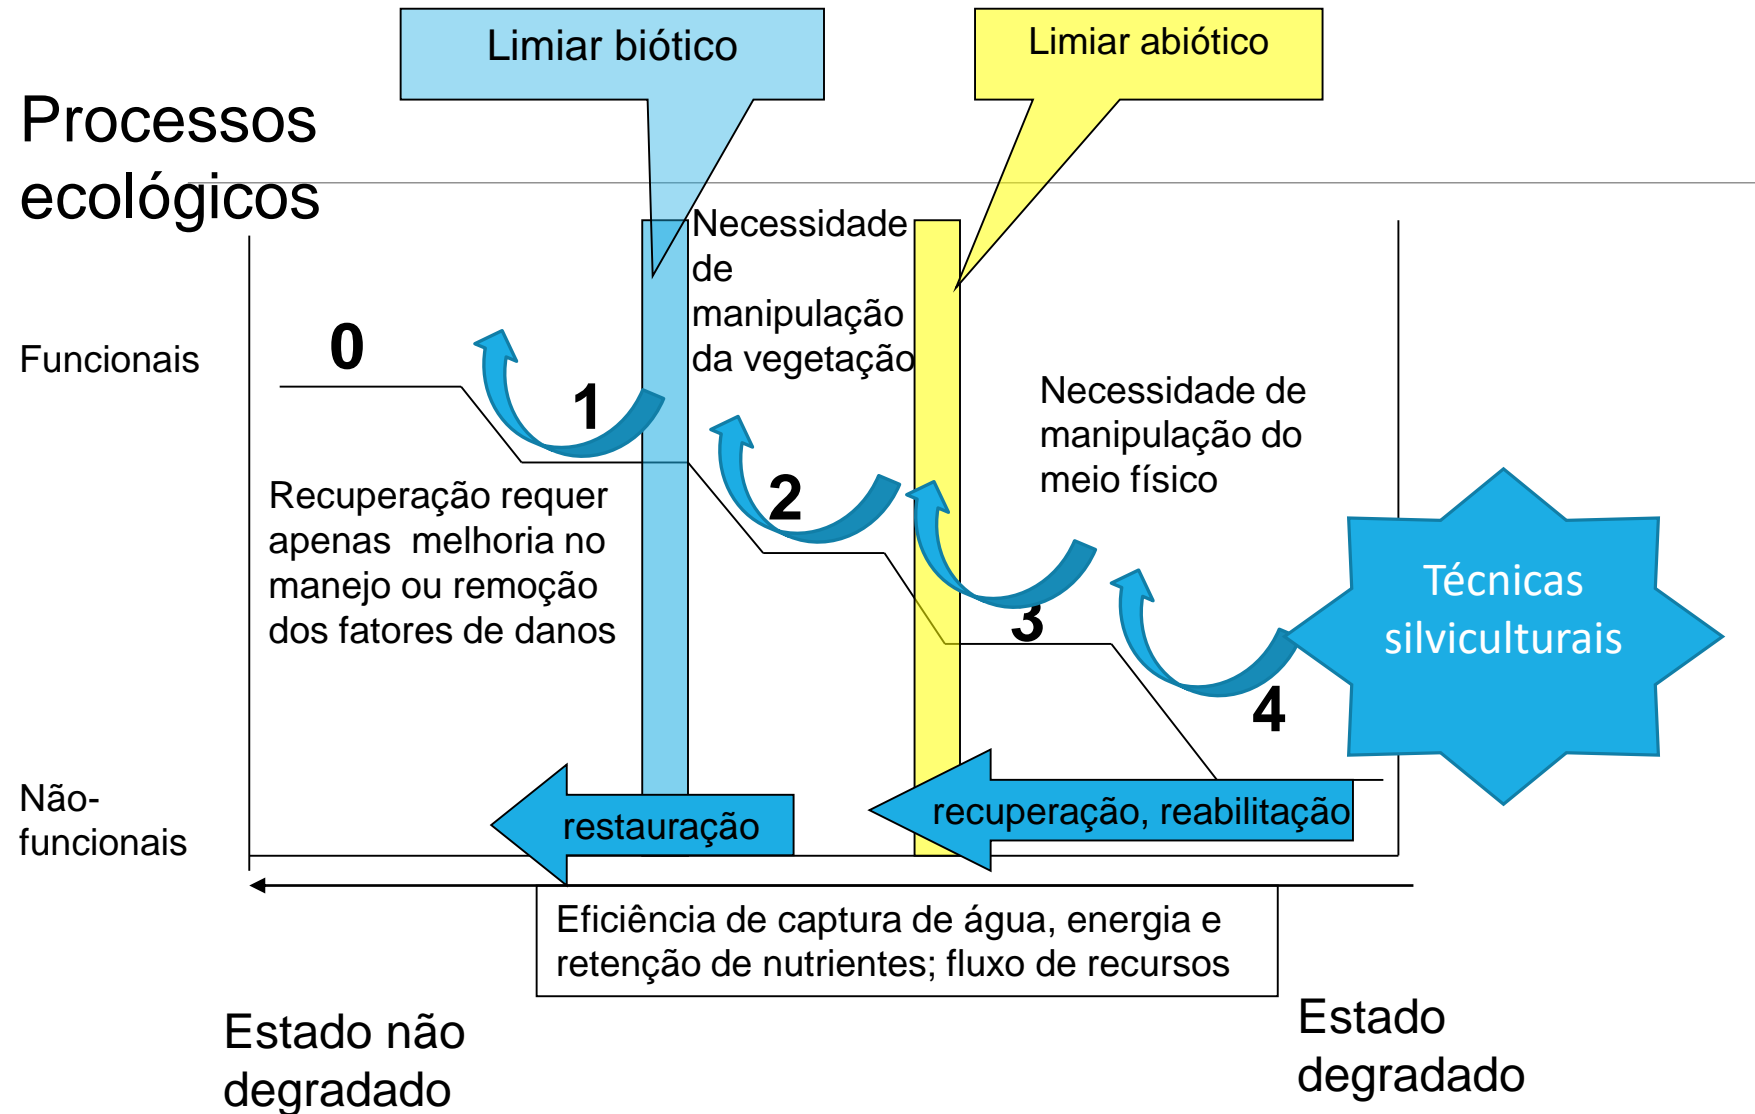 Limiar biótico
Limiar abiótico
Processos
ecológicos
Necessidade
de
manipulação
da vegetação
Funcionais
0
1
2
3
4
Necessidade de
manipulação do
meio físico
Recuperação requer
apenas  melhoria no
manejo ou remoção
dos fatores de danos
Técnicas
silviculturais
Não-
funcionais
restauração
recuperação, reabilitação
Eficiência de captura de água, energia e
retenção de nutrientes; fluxo de recursos
Estado não
degradado
Estado
degradado